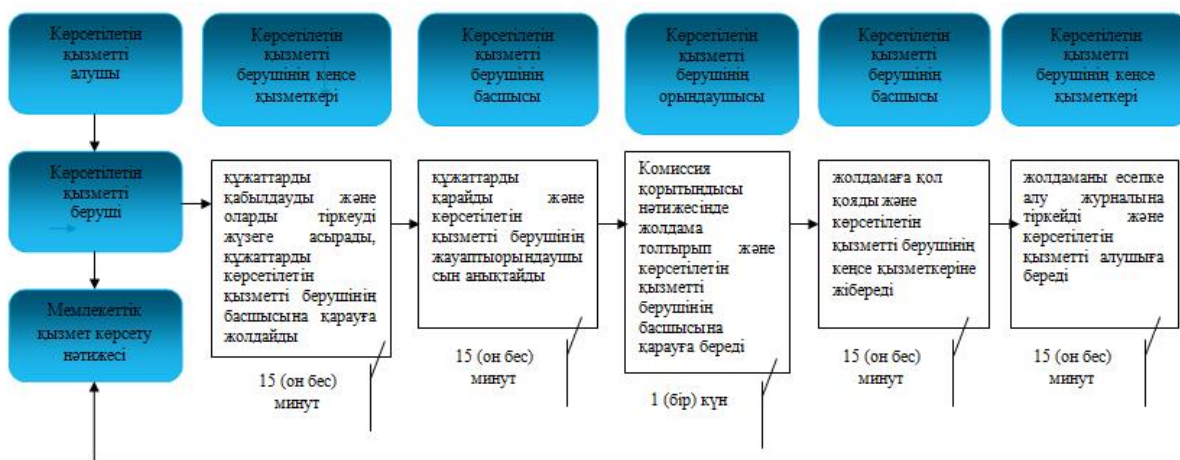 Көрсетілетін
қызметті
алушы
Көрсетілетін
қызметті
берушінің кеңсе
қызметкері
Көрсетілетін
қызметті
берушінің
басшысы
Көрсетілетін
қызметті
берушінің
орындаушысы
Көрсетілетін
қызметті
берушінің
басшысы
Көрсетілетін
қызметті
берушінің кеңсе
қызметкері
Көрсетілетін
қызметті
беруші
құжаттарды
қабылдауды және
оларды тіркеуді
жүзеге асырады,
құжаттарды
көрсетілетін
қызметті берушінің
басшысына қарауға
жолдайды
құжаттарды
қарайды және
көрсетілетін
қызметті берушінің
жауаптыорындаушы
сын анықтайды
Комиссия
қорытындысы
нәтижесінде
жолдама
толтырып және
көрсетілетін
қызметті
берушінің
басшысына
қарауға береді
жолдамаға қол
қояды және
көрсетілетін
қызметті берушінің
кеңсе қызметкеріне
жібереді
жолдаманы есепке
алу журналына
тіркейді және
көрсетілетін
қызметті алушыға
береді
Мемлекеттік
қызмет көрсету
нәтижесі
15 (он бес)
минут
15 (он бес)
минут
1 (бір) күн
15 (он бес)
минут
15 (он бес)
минут